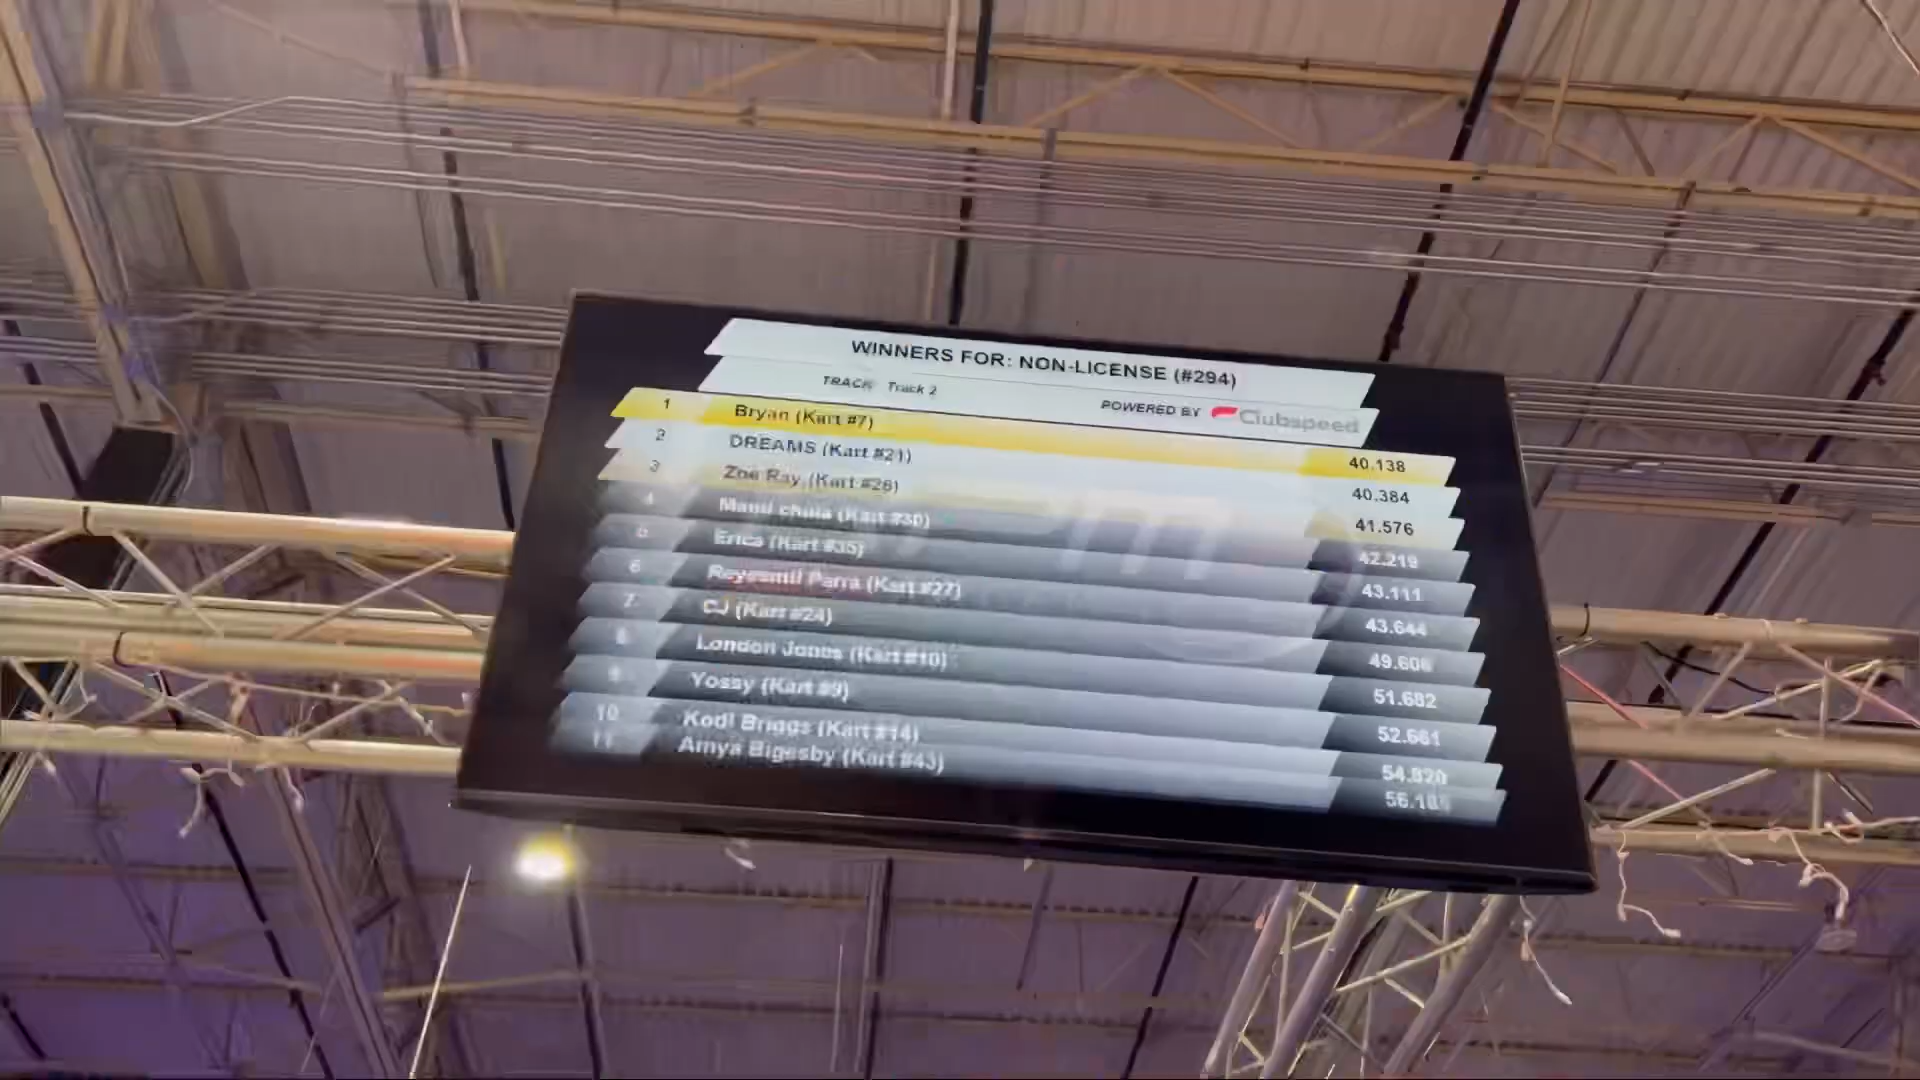 WINNERS FOR: NON-LICENSE (#294)
TRACK Track 2
POWERED BY Clubspeed
1 Bryan (Kart #7) 40.138
2 DREAMS (Kart #21) 40.384
3 Zoe Ray (Kart #26) 41.576
4 (Kart #30) 42.219
5 Erica (Kart #35) 43.111
6 Parra (Kart #27) 43.644
7 CJ (Kart #24) 49.606
8 London Jones (Kart #10) 51.682
9 Yossy (Kart #9) 52.661
10 Kodi Briggs (Kart #14) 54.820
11 Amya Bigesby (Kart #43)